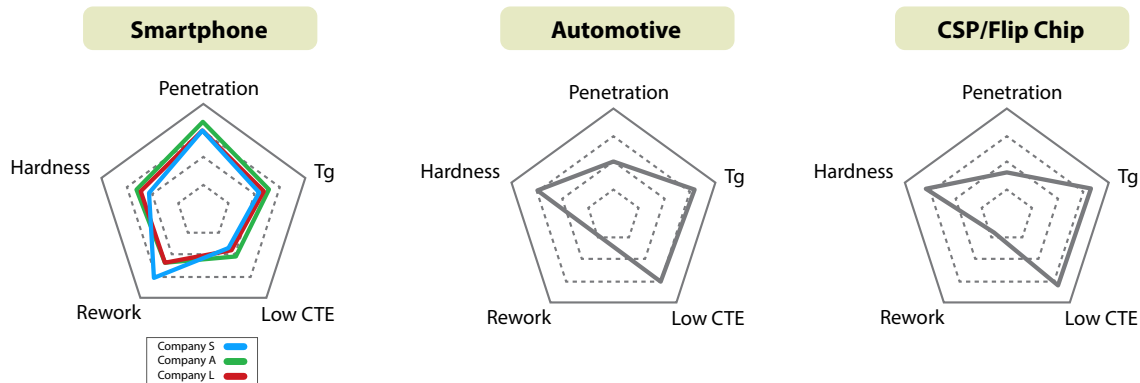 Smartphone
Penetration
Hardness
Tg
Rework
Low CTE
Company S
Company A
Company L
Automotive
Penetration
Hardness
Tg
Rework
Low CTE
CSP/Flip Chip
Penetration
Hardness
Tg
Rework
Low CTE